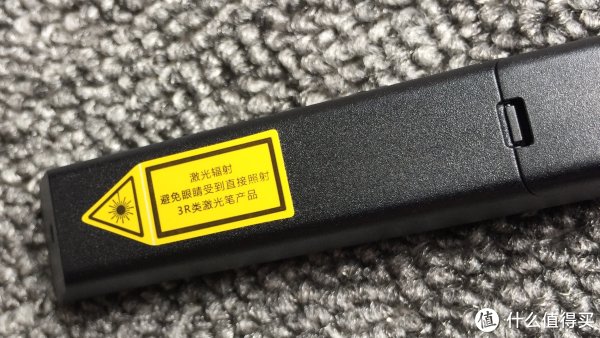 激光辐射
避免眼睛受到直接照射
3R类激光笔产品
值 什么值得买